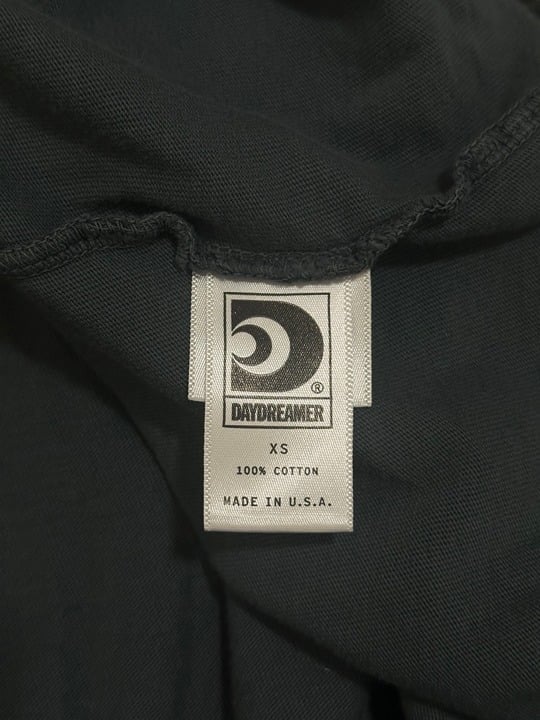 ®
DAYDREAMER
XS
100% COTTON
MADE IN U.S.A.